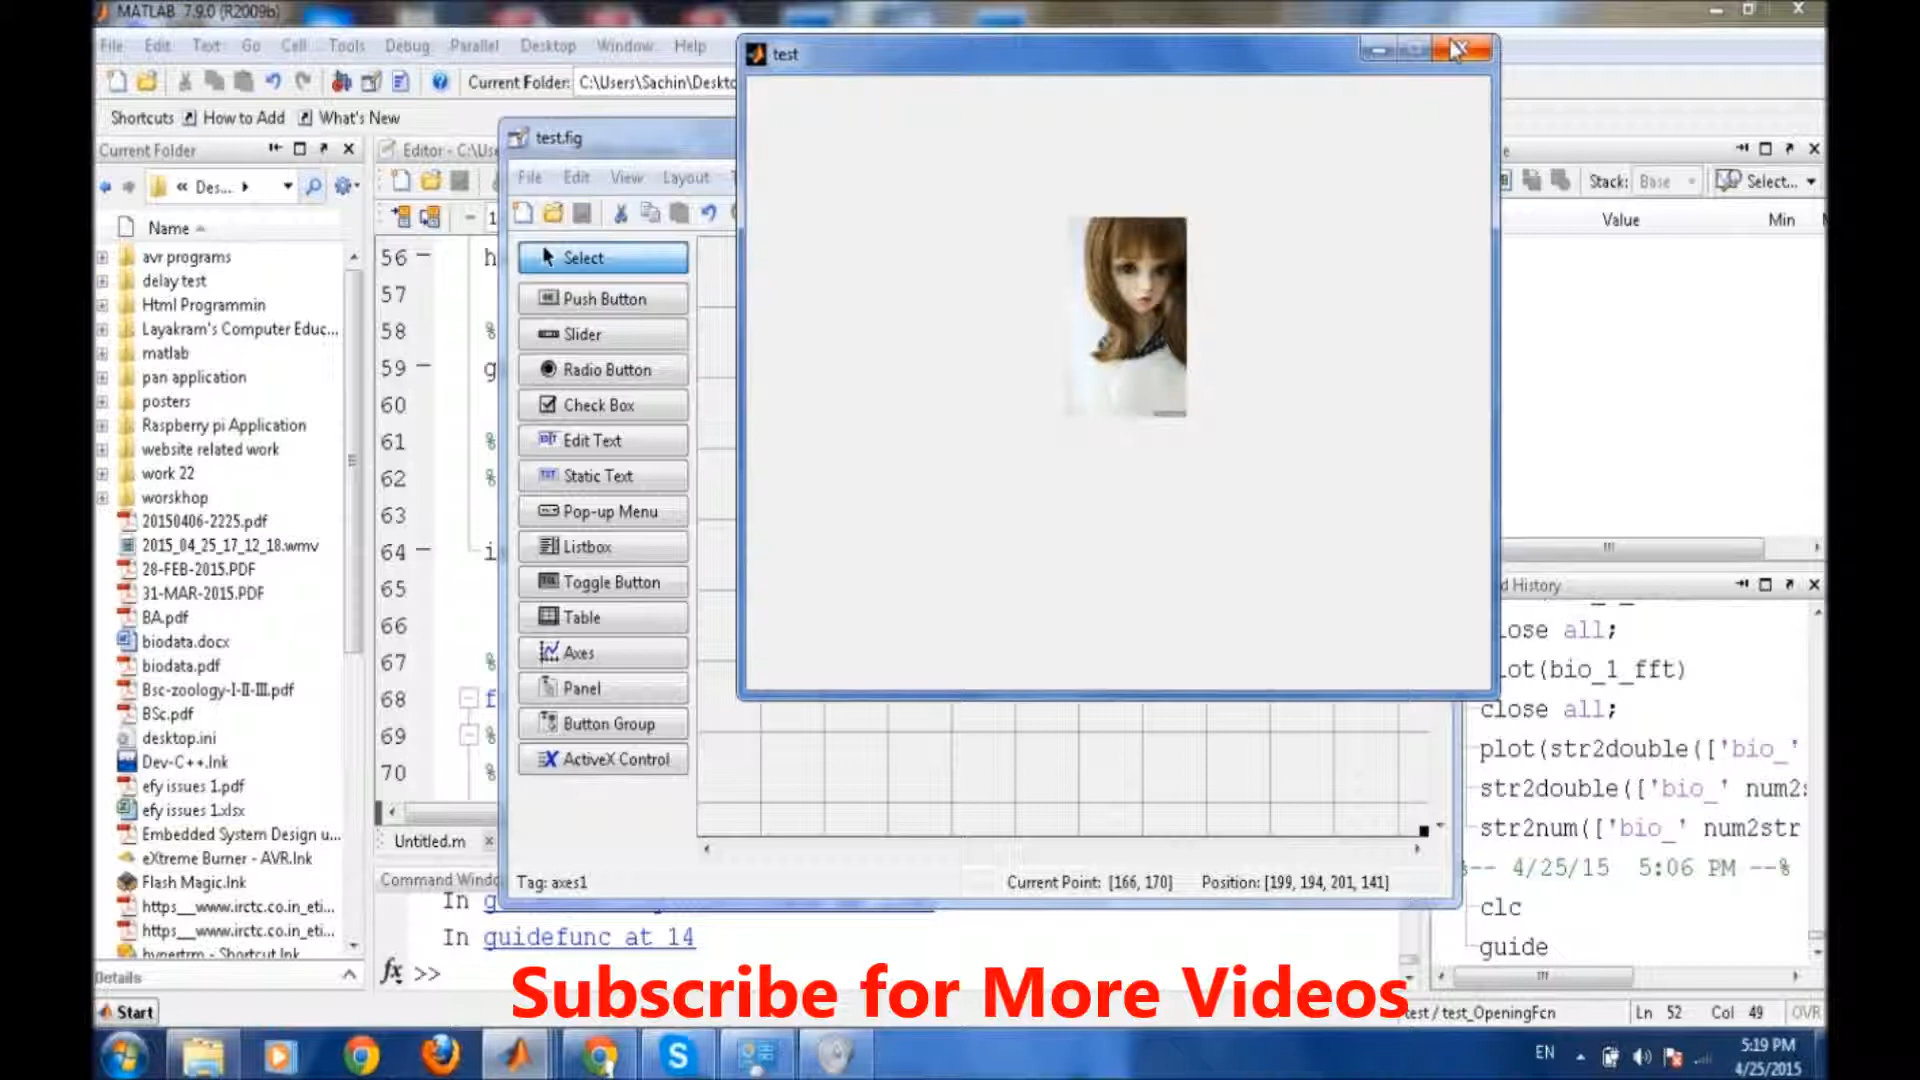 MATLAB 7.9.0 (R2009b)
File Edit Text Go Cell Tools Debug Parallel Desktop Window Help
Current Folder: C:\Users\Sachin\Deskto
Shortcuts How to Add What's New
Current Folder
« Des...
Name
avr programs
delay test
Html Programmin
Layakram's Computer Educ...
matlab
pan application
posters
Raspberry pi Application
website related work
work 22
worskhop
20150406-2225.pdf
2015_04_25_17_12_18.wmv
28-FEB-2015.PDF
31-MAR-2015.PDF
BA.pdf
biodata.docx
biodata.pdf
Bsc-zoology-I-II-III.pdf
BSc.pdf
desktop.ini
Dev-C++.lnk
efy issues 1.pdf
efy issues 1.xlsx
Embedded System Design u...
eXtreme Burner - AVR.lnk
Flash Magic.lnk
https__www.irctc.co.in_eti...
https__www.irctc.co.in_eti...
hypertrm - Shortcut.lnk
Details
Start
Editor - C:\Use
1
56 h
57
58 %
59 g
60
61 %
62 %
63
64 i
65
66
67 %
68 f
69 %
70 %
Untitled.m
Command Windo
In
In guidefunc at 14
fx >>
test.fig
File Edit View Layout
Select
Push Button
Slider
Radio Button
Check Box
Edit Text
Static Text
Pop-up Menu
Listbox
Toggle Button
Table
Axes
Panel
Button Group
ActiveX Control
Tag: axes1
Current Point: [166, 170] Position: [199, 194, 201, 141]
test
Stack: Base Select...
Value Min
d History
lose all;
lot(bio_1_fft)
close all;
plot(str2double(['bio_'
str2double(['bio_' num2s
str2num(['bio_' num2str
%-- 4/25/15 5:06 PM --%
clc
guide
Subscribe for More Videos
test / test_OpeningFcn Ln 52 Col 49 OVR
EN
5:19 PM
4/25/2015